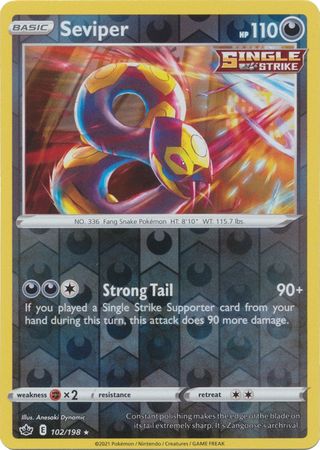 BASIC Seviper HP 110
SINGLE
STRIKE
NO. 336 Fang Snake Pokémon HT: 8'10" WT: 115.7 lbs.
Strong Tail 90+
If you played a Single Strike Supporter card from your
hand during this turn, this attack does 90 more damage.
weakness ×2 resistance retreat
Illus. Anesaki Dynamic
E 102/198 ★
Constant polishing makes the edge of the blade on
its tail extremely sharp. It's Zangoose's archrival.
©2021 Pokémon / Nintendo / Creatures / GAME FREAK